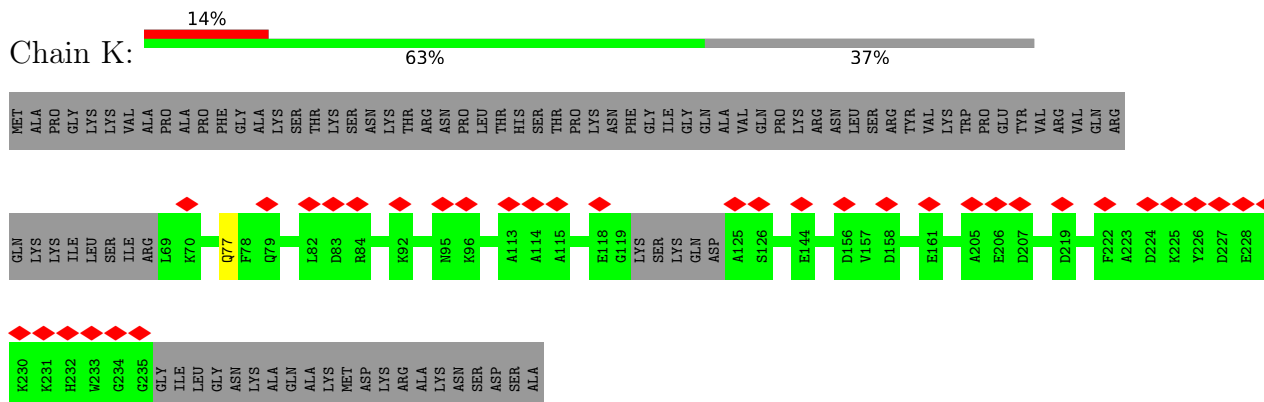 14%
Chain K:
63% 37%
MET ALA PRO GLY LYS LYS VAL ALA PRO ALA PRO PHE GLY ALA LYS SER THR LYS SER ASN LYS THR ARG ASN PRO LEU THR HIS SER THR PRO LYS ASN PHE GLY ILE GLY GLN ALA VAL GLN PRO LYS ARG ASN LEU SER ARG TYR VAL LYS TRP PRO GLU TYR VAL ARG VAL GLN ARG
GLN LYS LYS ILE LEU SER ILE ARG L69 K70 Q77 F78 Q79 L82 D83 R84 K92 N95 K96 A113 A114 A115 E118 G119 LYS SER LYS GLN ASP A125 S126 E144 D156 V157 D158 E161 A205 E206 D207 D219 F222 A223 D224 K225 Y226 D227 E228
K230 K231 H232 W233 G234 G235 GLY ILE LEU GLY ASN LYS ALA GLN ALA LYS MET ASP LYS ARG ALA LYS ASN SER ASP SER ALA